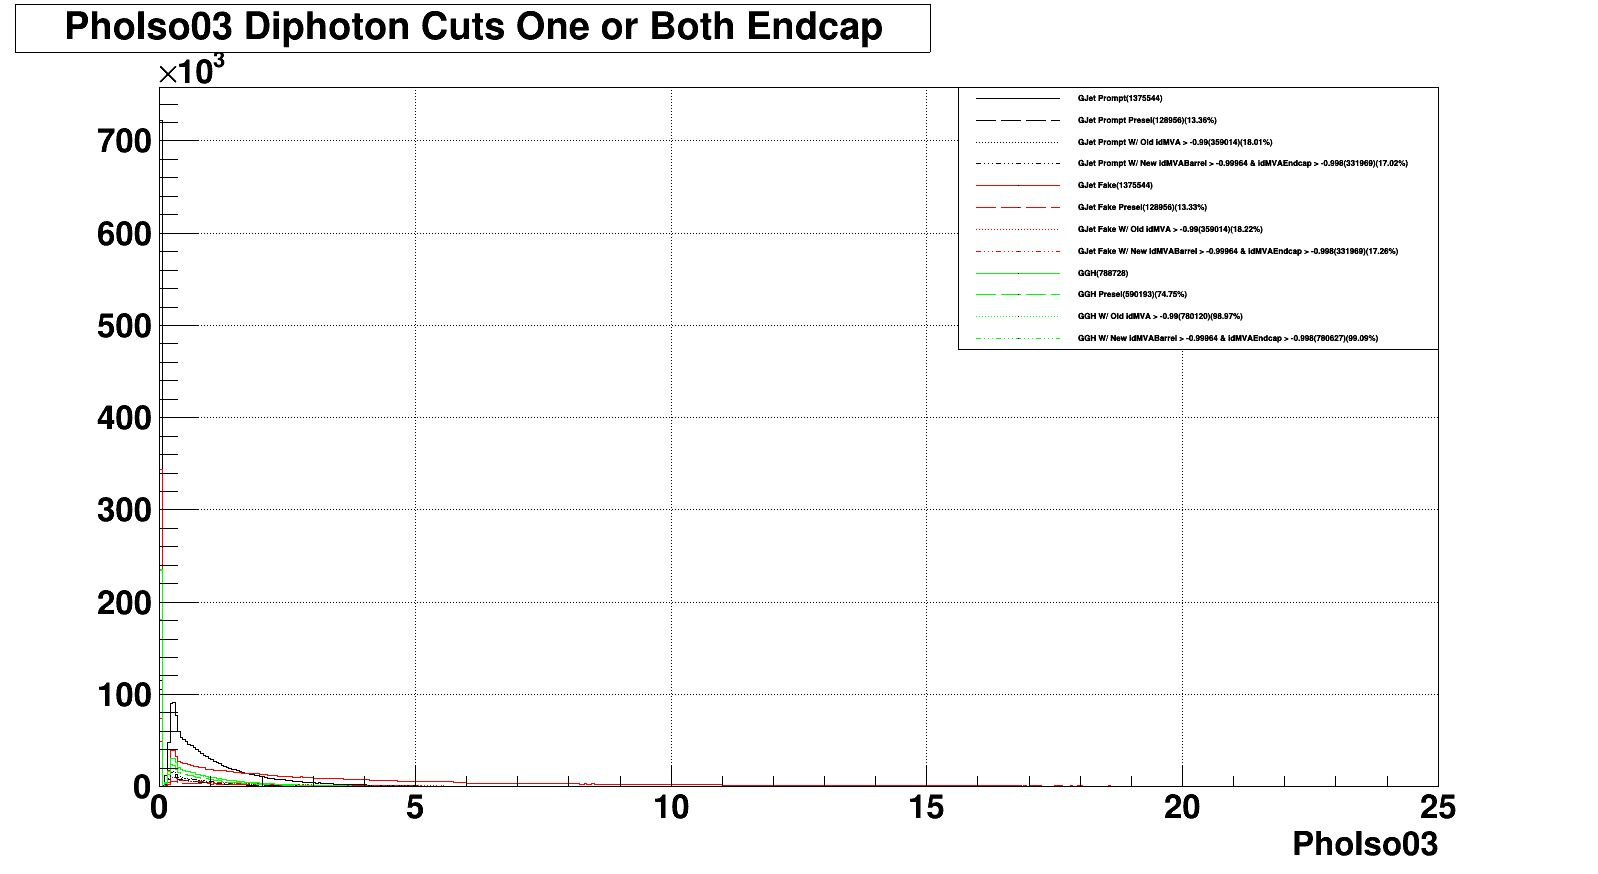 PhoIso03 Diphoton Cuts One or Both Endcap
×10³
700
600
500
400
300
200
100
0
GJet Prompt(1375544)
GJet Prompt Presel(128956)(13.36%)
GJet Prompt W/ Old idMVA > -0.99(359014)(18.01%)
GJet Prompt W/ New idMVABarrel > -0.99964 & idMVAEndcap > -0.998(331969)(17.02%)
GJet Fake(1375544)
GJet Fake Presel(128956)(13.33%)
GJet Fake W/ Old idMVA > -0.99(359014)(18.22%)
GJet Fake W/ New idMVABarrel > -0.99964 & idMVAEndcap > -0.998(331969)(17.26%)
GGH(788728)
GGH Presel(590193)(74.75%)
GGH W/ Old idMVA > -0.99(780120)(98.97%)
GGH W/ New idMVABarrel > -0.99964 & idMVAEndcap > -0.998(780627)(99.09%)
0 5 10 15 20 25
PhoIso03